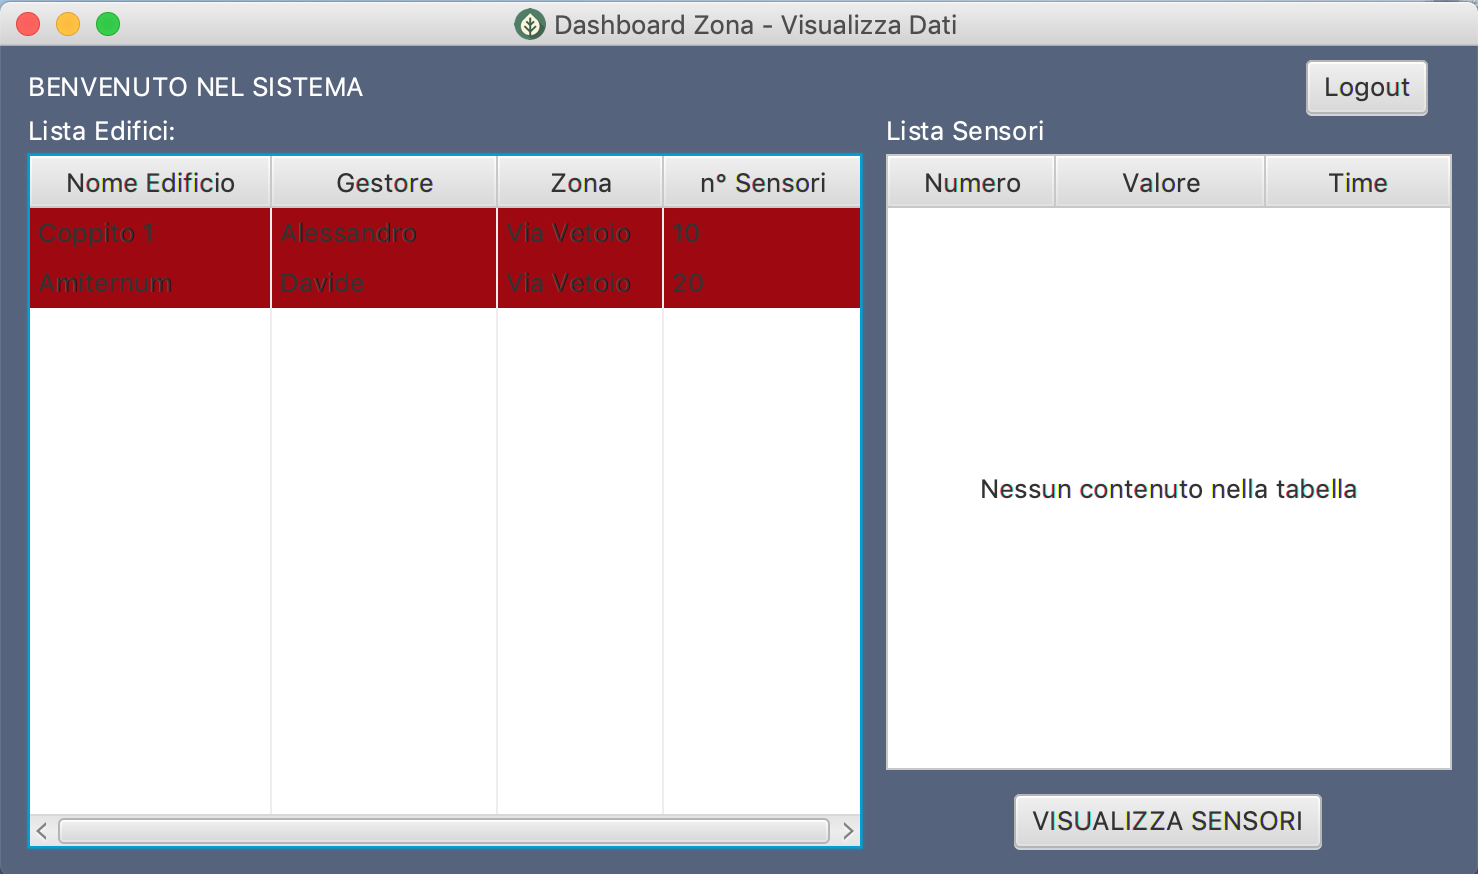 Dashboard Zona - Visualizza Dati
BENVENUTO NEL SISTEMA
Logout
Lista Edifici:
Nome Edificio Gestore Zona n° Sensori
Coppito 1 Alessandro Via Vetoio 10
Amiternum Davide Via Vetoio 20
Lista Sensori
Numero Valore Time
Nessun contenuto nella tabella
VISUALIZZA SENSORI